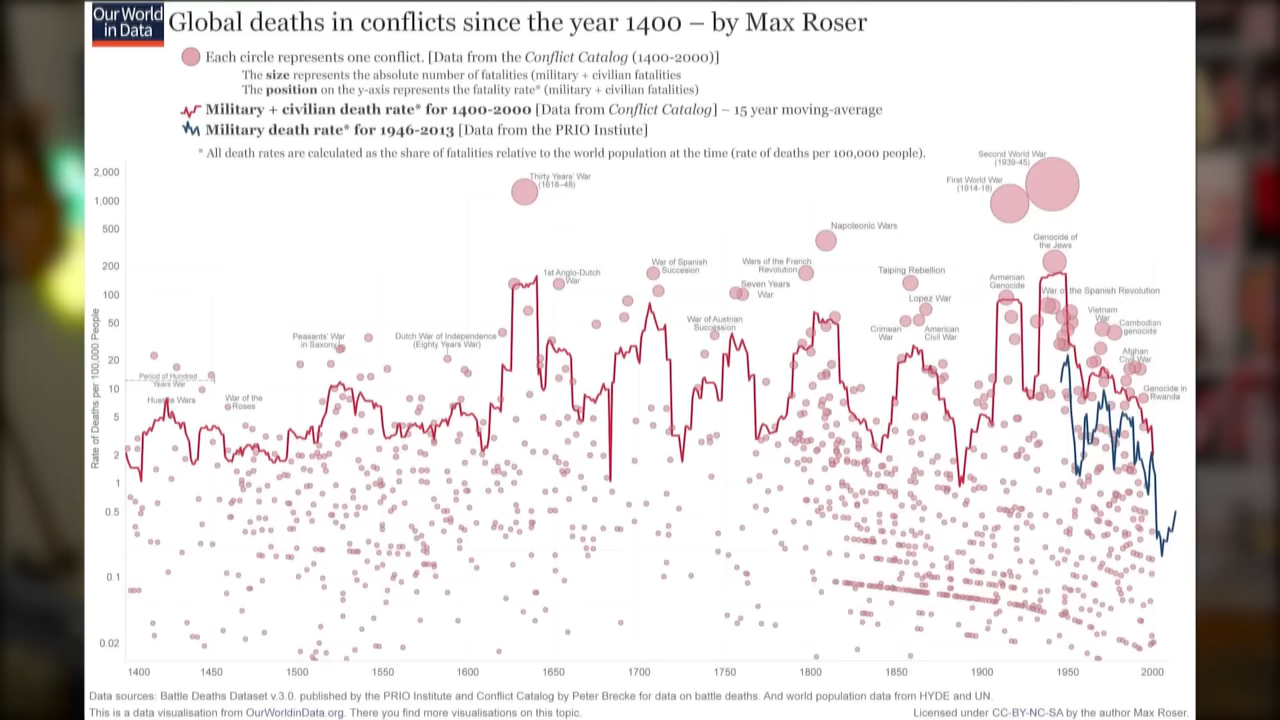 Our World
in Data
Global deaths in conflicts since the year 1400 – by Max Roser
Each circle represents one conflict. [Data from the Conflict Catalog (1400-2000)]
The size represents the absolute number of fatalities (military + civilian fatalities
The position on the y-axis represents the fatality rate* (military + civilian fatalities)
Military + civilian death rate* for 1400-2000 [Data from Conflict Catalog] – 15 year moving-average
Military death rate* for 1946-2013 [Data from the PRIO Instiute]
* All death rates are calculated as the share of fatalities relative to the world population at the time (rate of deaths per 100,000 people).
Second World War
(1939-45)
First World War
(1914-18)
Thirty Years' War
(1618-48)
Napoleonic Wars
Genocide of
the Jews
War of Spanish
Succesion
Wars of the French
Revolution
1st Anglo-Dutch
War
Seven Years
War
Taiping Rebellion
Armenian
Genocide
War of the Spanish Revolution
Lopez War
Vietnam
War
Cambodian
genocide
War of Austrian
Succession
Crimean
War
American
Civil War
Peasants' War
in Saxony
Dutch War of Independence
(Eighty Years War)
Afghan
Civil War
Period of Hundred
Years War
Genocide in
Rwanda
Wars
War of the
Roses
Rate of Deaths per 100,000 People
2,000
1,000
500
200
100
50
20
10
5
2
1
0.5
0.1
0.02
1400
1450
1500
1550
1600
1650
1700
1750
1800
1850
1900
1950
2000
Data sources: Battle Deaths Dataset v.3.0. published by the PRIO Institute and Conflict Catalog by Peter Brecke for data on battle deaths. And world population data from HYDE and UN.
This is a data visualisation from OurWorldinData.org. There you find more visualisations on this topic.
Licensed under CC-BY-NC-SA by the author Max Roser.